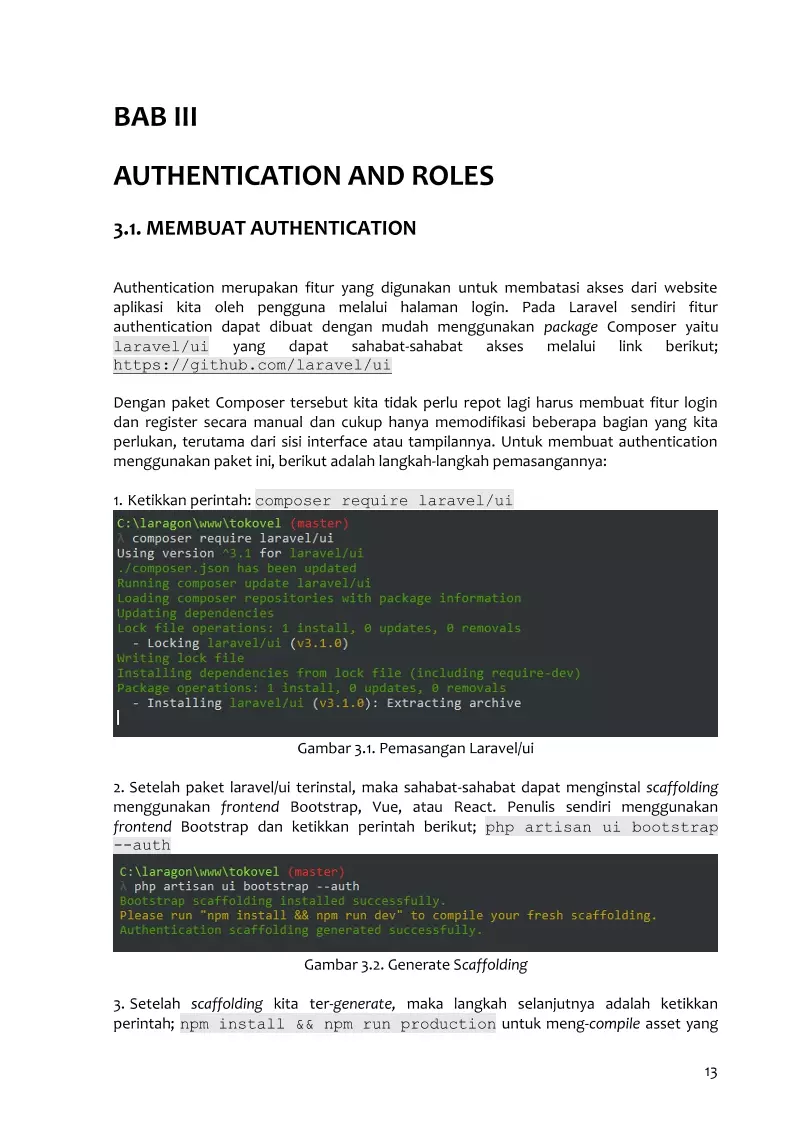 BAB III
AUTHENTICATION AND ROLES
3.1. MEMBUAT AUTHENTICATION
Authentication merupakan fitur yang digunakan untuk membatasi akses dari website
aplikasi kita oleh pengguna melalui halaman login. Pada Laravel sendiri fitur
authentication dapat dibuat dengan mudah menggunakan package Composer yaitu
laravel/ui yang dapat sahabat-sahabat akses melalui link berikut;
https://github.com/laravel/ui
Dengan paket Composer tersebut kita tidak perlu repot lagi harus membuat fitur login
dan register secara manual dan cukup hanya memodifikasi beberapa bagian yang kita
perlukan, terutama dari sisi interface atau tampilannya. Untuk membuat authentication
menggunakan paket ini, berikut adalah langkah-langkah pemasangannya:
1. Ketikkan perintah: composer require laravel/ui
C:\laragon\www\tokovel (master)
λ composer require laravel/ui
Using version ^3.1 for laravel/ui
./composer.json has been updated
Running composer update laravel/ui
Loading composer repositories with package information
Updating dependencies
Lock file operations: 1 install, 0 updates, 0 removals
- Locking laravel/ui (v3.1.0)
Writing lock file
Installing dependencies from lock file (including require-dev)
Package operations: 1 install, 0 updates, 0 removals
- Installing laravel/ui (v3.1.0): Extracting archive
Gambar 3.1. Pemasangan Laravel/ui
2. Setelah paket laravel/ui terinstal, maka sahabat-sahabat dapat menginstal scaffolding
menggunakan frontend Bootstrap, Vue, atau React. Penulis sendiri menggunakan
frontend Bootstrap dan ketikkan perintah berikut; php artisan ui bootstrap
--auth
C:\laragon\www\tokovel (master)
λ php artisan ui bootstrap --auth
Bootstrap scaffolding installed successfully.
Please run "npm install && npm run dev" to compile your fresh scaffolding.
Authentication scaffolding generated successfully.
Gambar 3.2. Generate Scaffolding
3. Setelah scaffolding kita ter-generate, maka langkah selanjutnya adalah ketikkan
perintah; npm install && npm run production untuk meng-compile asset yang
13